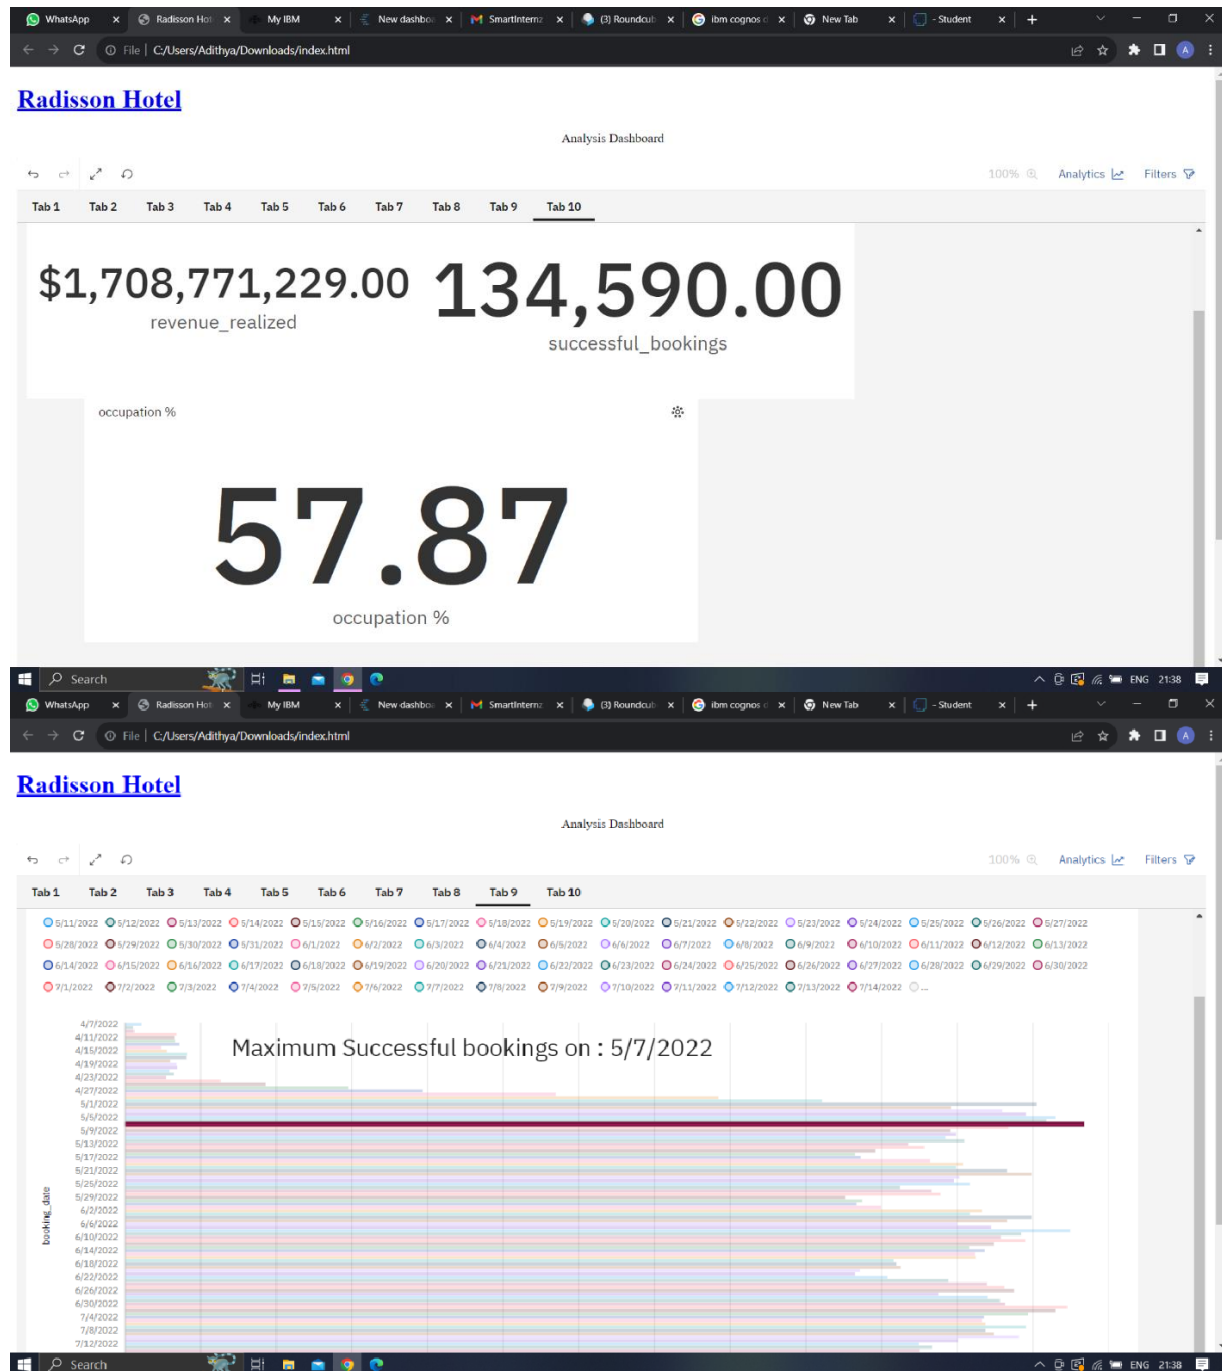 WhatsApp Radisson Hot My IBM New dashbo SmartInternz (3) Roundcub ibm cognos d New Tab - Student
File C:/Users/Adithya/Downloads/index.html A
Radisson Hotel
Analysis Dashboard
100% Analytics Filters
Tab 1 Tab 2 Tab 3 Tab 4 Tab 5 Tab 6 Tab 7 Tab 8 Tab 9 Tab 10
$1,708,771,229.00 134,590.00
revenue_realized
successful_bookings
occupation %
57.87
occupation %
Search ENG 21:38
WhatsApp Radisson Hot My IBM New dashbo SmartInternz (3) Roundcub ibm cognos d New Tab - Student
File C:/Users/Adithya/Downloads/index.html A
Radisson Hotel
Analysis Dashboard
100% Analytics Filters
Tab 1 Tab 2 Tab 3 Tab 4 Tab 5 Tab 6 Tab 7 Tab 8 Tab 9 Tab 10
5/11/2022 5/12/2022 5/13/2022 5/14/2022 5/15/2022 5/16/2022 5/17/2022 5/18/2022 5/19/2022 5/20/2022 5/21/2022 5/22/2022 5/23/2022 5/24/2022 5/25/2022 5/26/2022 5/27/2022
5/28/2022 5/29/2022 5/30/2022 5/31/2022 6/1/2022 6/2/2022 6/3/2022 6/4/2022 6/5/2022 6/6/2022 6/7/2022 6/8/2022 6/9/2022 6/10/2022 6/11/2022 6/12/2022 6/13/2022
6/14/2022 6/15/2022 6/16/2022 6/17/2022 6/18/2022 6/19/2022 6/20/2022 6/21/2022 6/22/2022 6/23/2022 6/24/2022 6/25/2022 6/26/2022 6/27/2022 6/28/2022 6/29/2022 6/30/2022
7/1/2022 7/2/2022 7/3/2022 7/4/2022 7/5/2022 7/6/2022 7/7/2022 7/8/2022 7/9/2022 7/10/2022 7/11/2022 7/12/2022 7/13/2022 7/14/2022 ...
Maximum Successful bookings on : 5/7/2022
booking_date
4/7/2022
4/11/2022
4/15/2022
4/19/2022
4/23/2022
4/27/2022
5/1/2022
5/5/2022
5/9/2022
5/13/2022
5/17/2022
5/21/2022
5/25/2022
5/29/2022
6/2/2022
6/6/2022
6/10/2022
6/14/2022
6/18/2022
6/22/2022
6/26/2022
6/30/2022
7/4/2022
7/8/2022
7/12/2022
Search ENG 21:38